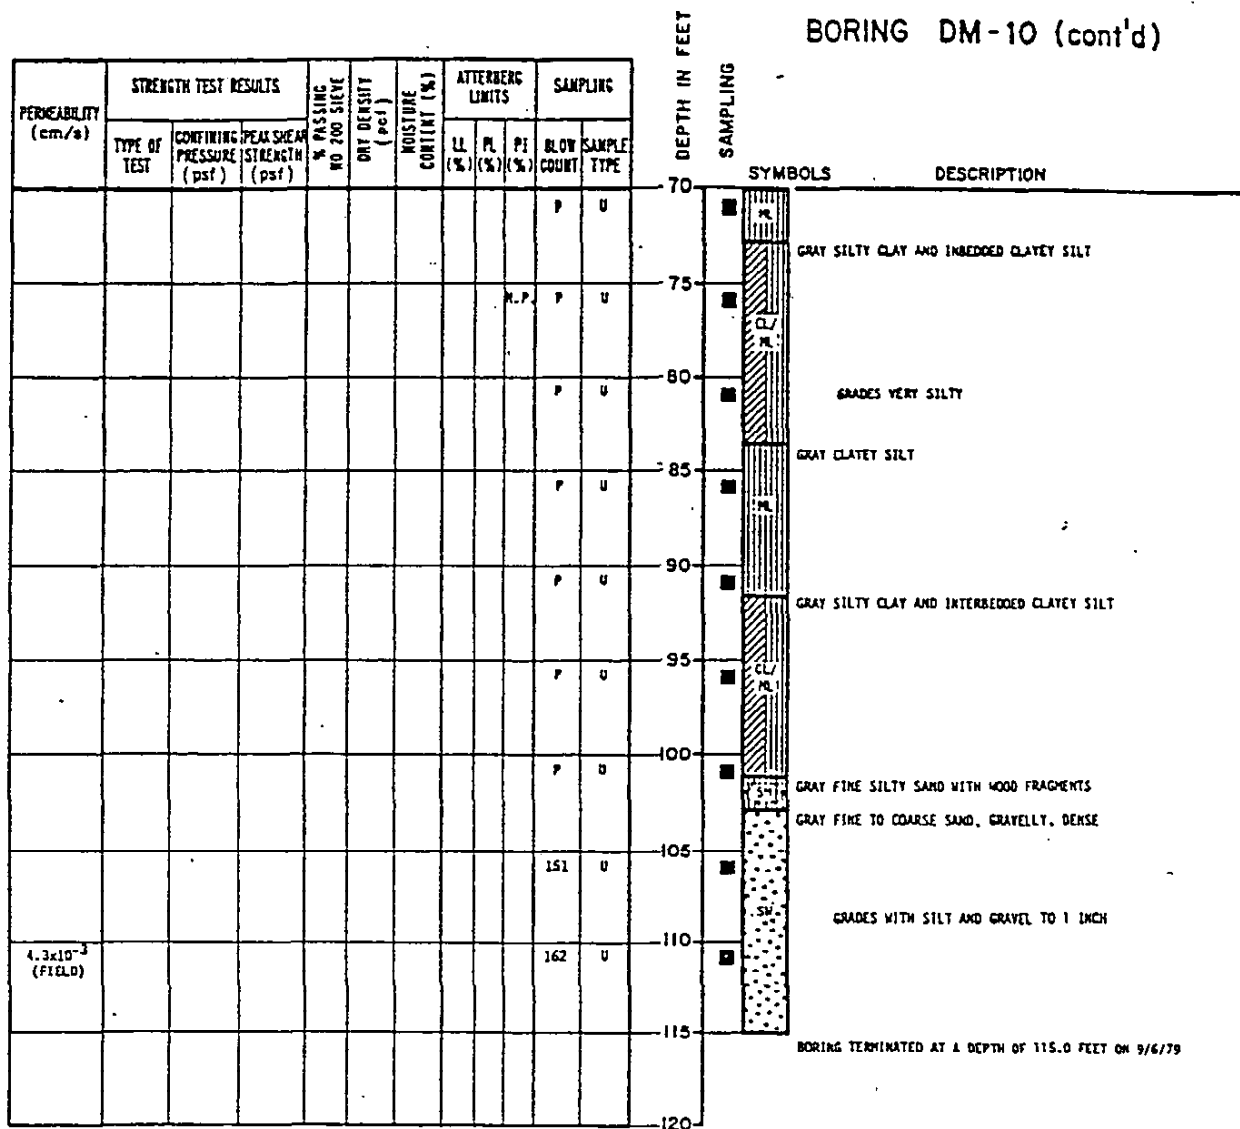 BORING DM-10 (cont'd)
PERMEABILITY (cm/s)
STRENGTH TEST RESULTS
TYPE OF TEST
CONFINING PRESSURE (psf)
PEAK SHEAR STRENGTH (psf)
% PASSING NO 200 SIEVE
DRY DENSITY (pcf)
MOISTURE CONTENT (%)
ATTERBERG LIMITS
LL (%)
PL (%)
PI (%)
SAMPLING
BLOW COUNT
SAMPLE TYPE
DEPTH IN FEET
SAMPLING
SYMBOLS
DESCRIPTION
70
P U
ML
GRAY SILTY CLAY AND INBEDDED CLAYEY SILT
75
N.P. P U
CL/
ML
80
P U
GRADES VERY SILTY
GRAY CLAYEY SILT
85
P U
ML
90
P U
GRAY SILTY CLAY AND INTERBEDDED CLAYEY SILT
95
P U
CL/
ML
100
P U
SM
GRAY FINE SILTY SAND WITH WOOD FRAGMENTS
GRAY FINE TO COARSE SAND, GRAVELLY, DENSE
105
151 U
SW
GRADES WITH SILT AND GRAVEL TO 1 INCH
110
4.3x10⁻³
(FIELD)
162 U
115
BORING TERMINATED AT A DEPTH OF 115.0 FEET ON 9/6/79
120